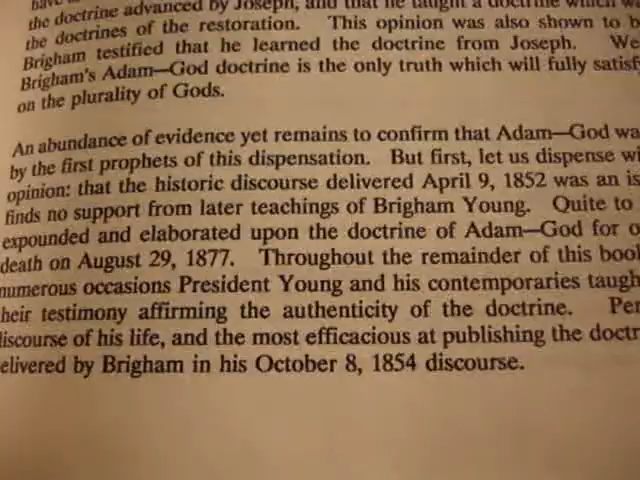 the doctrine advanced by Joseph, and that he taught a doctrine which
the doctrines of the restoration. This opinion was also shown to
Brigham testified that he learned the doctrine from Joseph. We
Brigham's Adam—God doctrine is the only truth which will fully satisfy
on the plurality of Gods.
An abundance of evidence yet remains to confirm that Adam—God wa
by the first prophets of this dispensation. But first, let us dispense wi
opinion: that the historic discourse delivered April 9, 1852 was an is
finds no support from later teachings of Brigham Young. Quite to
expounded and elaborated upon the doctrine of Adam—God for o
death on August 29, 1877. Throughout the remainder of this book
numerous occasions President Young and his contemporaries taugh
heir testimony affirming the authenticity of the doctrine. Per
discourse of his life, and the most efficacious at publishing the doctr
elivered by Brigham in his October 8, 1854 discourse.